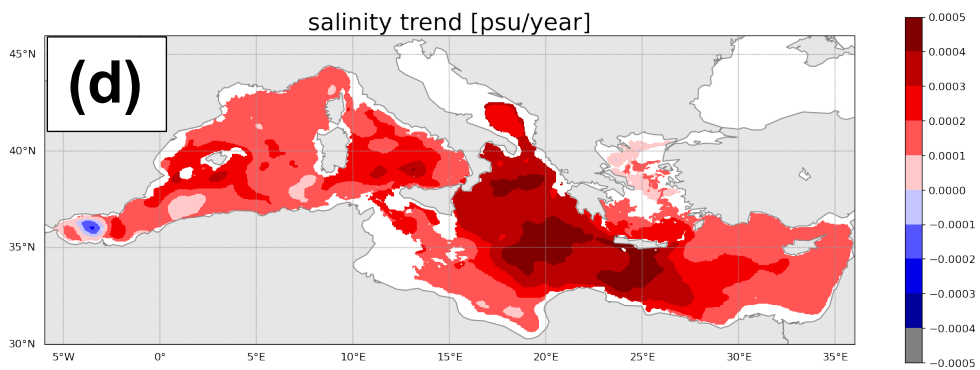 salinity trend [psu/year]
(d)
45°N
40°N
35°N
30°N
5°W
0°
5°E
10°E
15°E
20°E
25°E
30°E
35°E
0.0005
0.0004
0.0003
0.0002
0.0001
0.0000
−0.0001
−0.0002
−0.0003
−0.0004
−0.0005